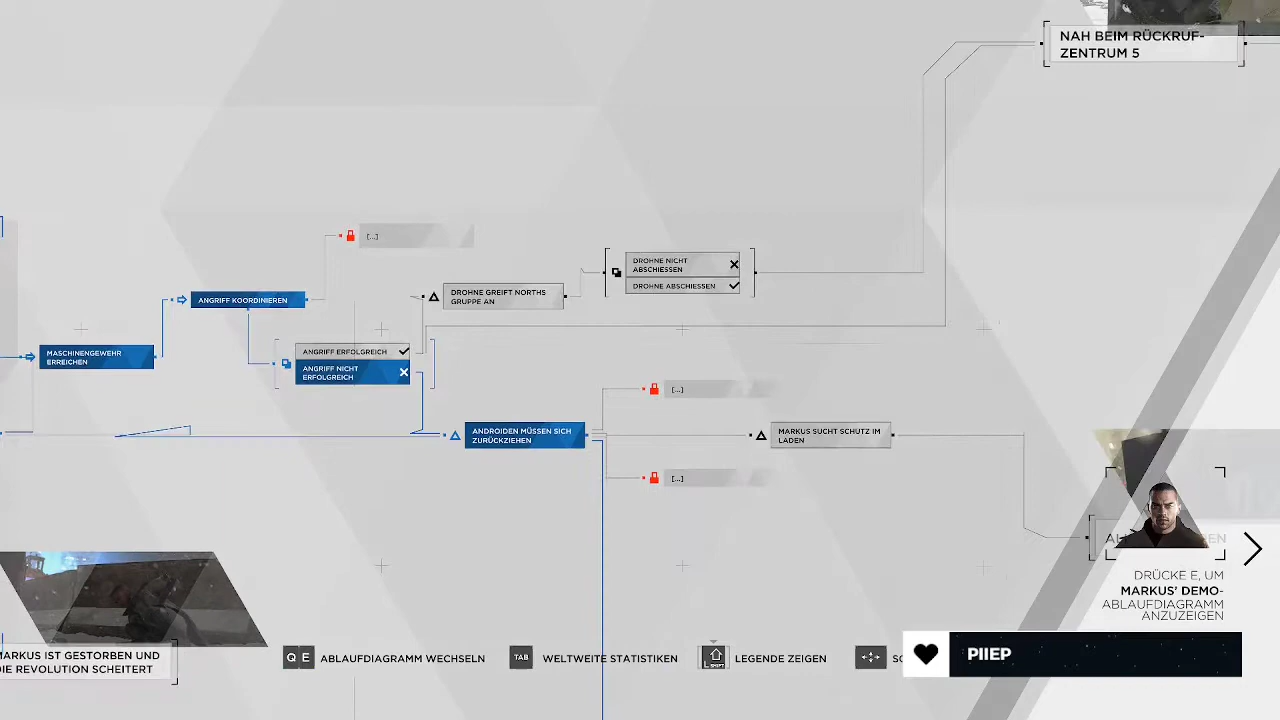 NAH BEIM RÜCKRUF-
ZENTRUM 5
[...]
DROHNE NICHT
ABSCHIESSEN
DROHNE ABSCHIESSEN
DROHNE GREIFT NORTHS
GRUPPE AN
ANGRIFF KOORDINIEREN
MASCHINENGEWEHR
ERREICHEN
ANGRIFF ERFOLGREICH
ANGRIFF NICHT
ERFOLGREICH
[...]
ANDROIDEN MÜSSEN SICH
ZURÜCKZIEHEN
MARKUS SUCHT SCHUTZ IM
LADEN
[...]
DRÜCKE E, UM
MARKUS' DEMO-
ABLAUFDIAGRAMM
ANZUZEIGEN
MARKUS IST GESTORBEN UND
DIE REVOLUTION SCHEITERT
Q E ABLAUFDIAGRAMM WECHSELN
TAB WELTWEITE STATISTIKEN
L SHIFT LEGENDE ZEIGEN
PIIEP